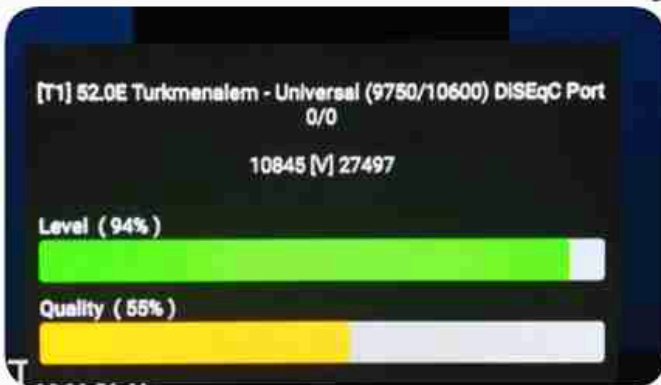 [T1] 52.0E Turkmenalem - Universal (9750/10600) DiSEqC Port
0/0
10845 [V] 27497
Level ( 94% )
Quality ( 55% )
T